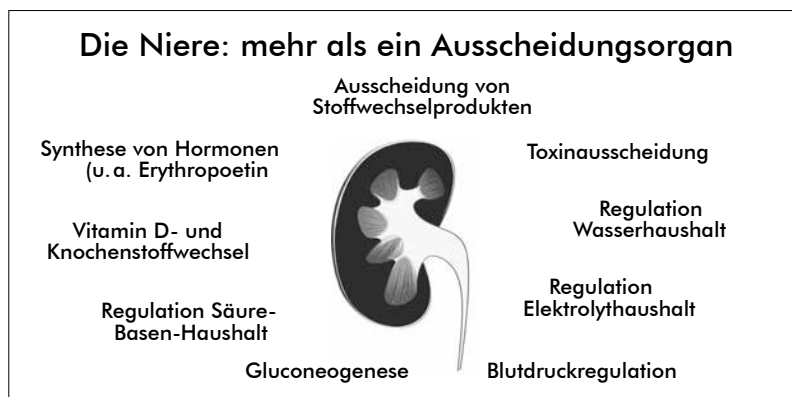 Die Niere: mehr als ein Ausscheidungsorgan
Ausscheidung von
Stoffwechselprodukten
Synthese von Hormonen
(u. a. Erythropoetin
Toxinausscheidung
Vitamin D- und
Knochenstoffwechsel
Regulation
Wasserhaushalt
Regulation Säure-
Basen-Haushalt
Regulation
Elektrolythaushalt
Gluconeogenese
Blutdruckregulation